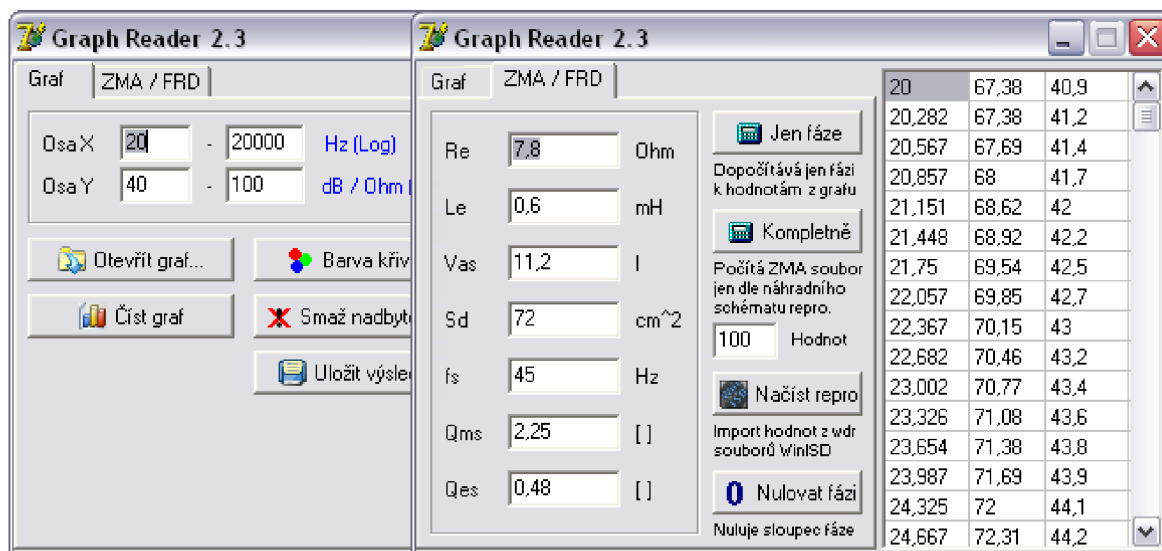 Graph Reader 2.3
Graf ZMA / FRD
Osa X 20 - 20000 Hz (Log)
Osa Y 40 - 100 dB / Ohm
Otevřít graf...
Barva
Číst graf
Smaž
Uložit
Graph Reader 2.3
Graf ZMA / FRD
Re 7,8 Ohm
Le 0,6 mH
Vas 11,2 l
Sd 72 cm^2
fs 45 Hz
Qms 2,25 [ ]
Qes 0,48 [ ]
Jen fáze
Dopočítává jen fázi
k hodnotám z grafu
Kompletně
Počítá ZMA soubor
jen dle náhradního
schématu repro.
100 Hodnot
Načíst repro
Import hodnot z wdr
souborů WinISD
0 Nulovat fázi
Nuluje sloupec fáze
20 67,38 40,9
20,282 67,38 41,2
20,567 67,69 41,4
20,857 68 41,7
21,151 68,62 42
21,448 68,92 42,2
21,75 69,54 42,5
22,057 69,85 42,7
22,367 70,15 43
22,682 70,46 43,2
23,002 70,77 43,4
23,326 71,08 43,6
23,654 71,38 43,8
23,987 71,69 43,9
24,325 72 44,1
24,667 72,31 44,2